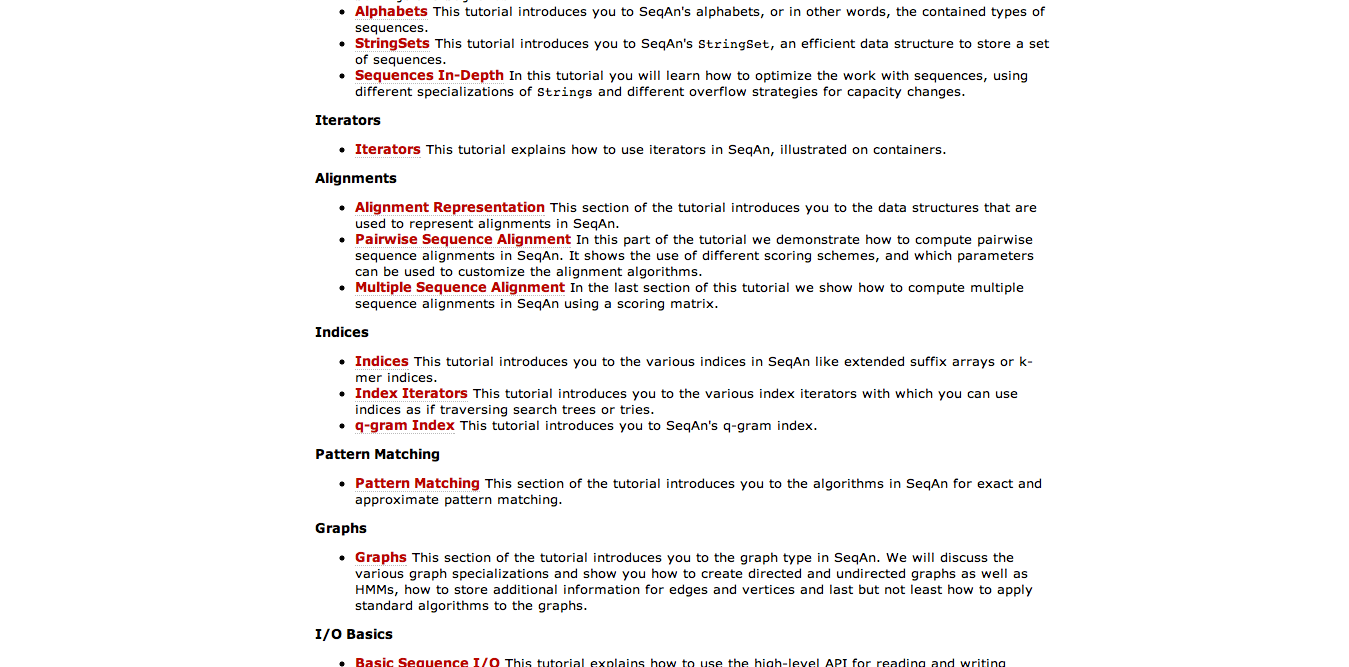 Alphabets This tutorial introduces you to SeqAn's alphabets, or in other words, the contained types of
sequences.
StringSets This tutorial introduces you to SeqAn's StringSet, an efficient data structure to store a set
of sequences.
Sequences In-Depth In this tutorial you will learn how to optimize the work with sequences, using
different specializations of Strings and different overflow strategies for capacity changes.
Iterators
Iterators This tutorial explains how to use iterators in SeqAn, illustrated on containers.
Alignments
Alignment Representation This section of the tutorial introduces you to the data structures that are
used to represent alignments in SeqAn.
Pairwise Sequence Alignment In this part of the tutorial we demonstrate how to compute pairwise
sequence alignments in SeqAn. It shows the use of different scoring schemes, and which parameters
can be used to customize the alignment algorithms.
Multiple Sequence Alignment In the last section of this tutorial we show how to compute multiple
sequence alignments in SeqAn using a scoring matrix.
Indices
Indices This tutorial introduces you to the various indices in SeqAn like extended suffix arrays or k-
mer indices.
Index Iterators This tutorial introduces you to the various index iterators with which you can use
indices as if traversing search trees or tries.
q-gram Index This tutorial introduces you to SeqAn's q-gram index.
Pattern Matching
Pattern Matching This section of the tutorial introduces you to the algorithms in SeqAn for exact and
approximate pattern matching.
Graphs
Graphs This section of the tutorial introduces you to the graph type in SeqAn. We will discuss the
various graph specializations and show you how to create directed and undirected graphs as well as
HMMs, how to store additional information for edges and vertices and last but not least how to apply
standard algorithms to the graphs.
I/O Basics
Basic Sequence I/O This tutorial explains how to use the high-level API for reading and writing